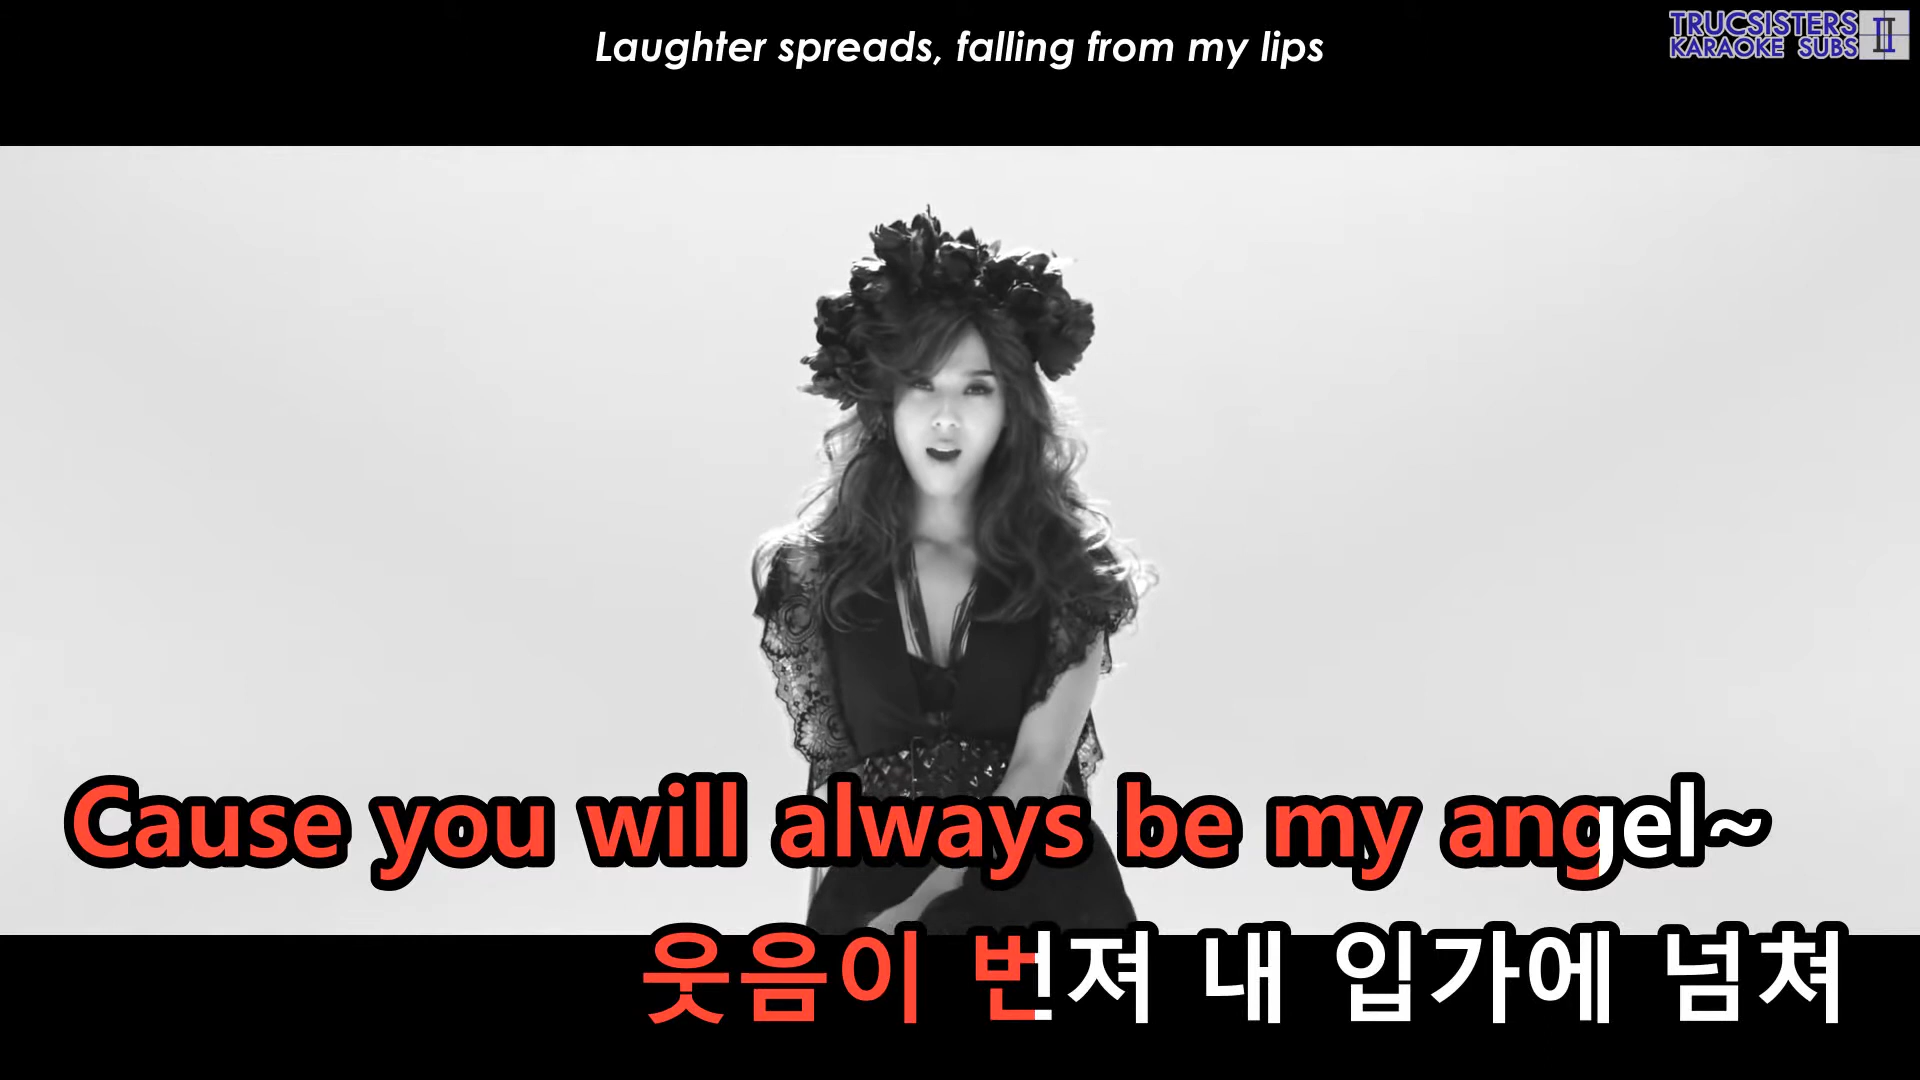 Laughter spreads, falling from my lips
TRUCSISTERS
KARAOKE SUBS II
Cause you will always be my angel~
웃음이 번져 내 입가에 넘쳐